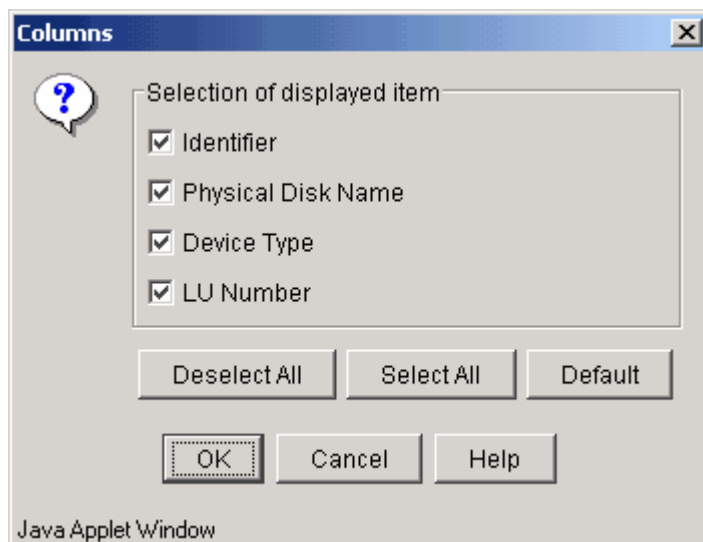 Columns
?
Selection of displayed item
Identifier
Physical Disk Name
Device Type
LU Number
Deselect All Select All Default
OK Cancel Help
Java Applet Window